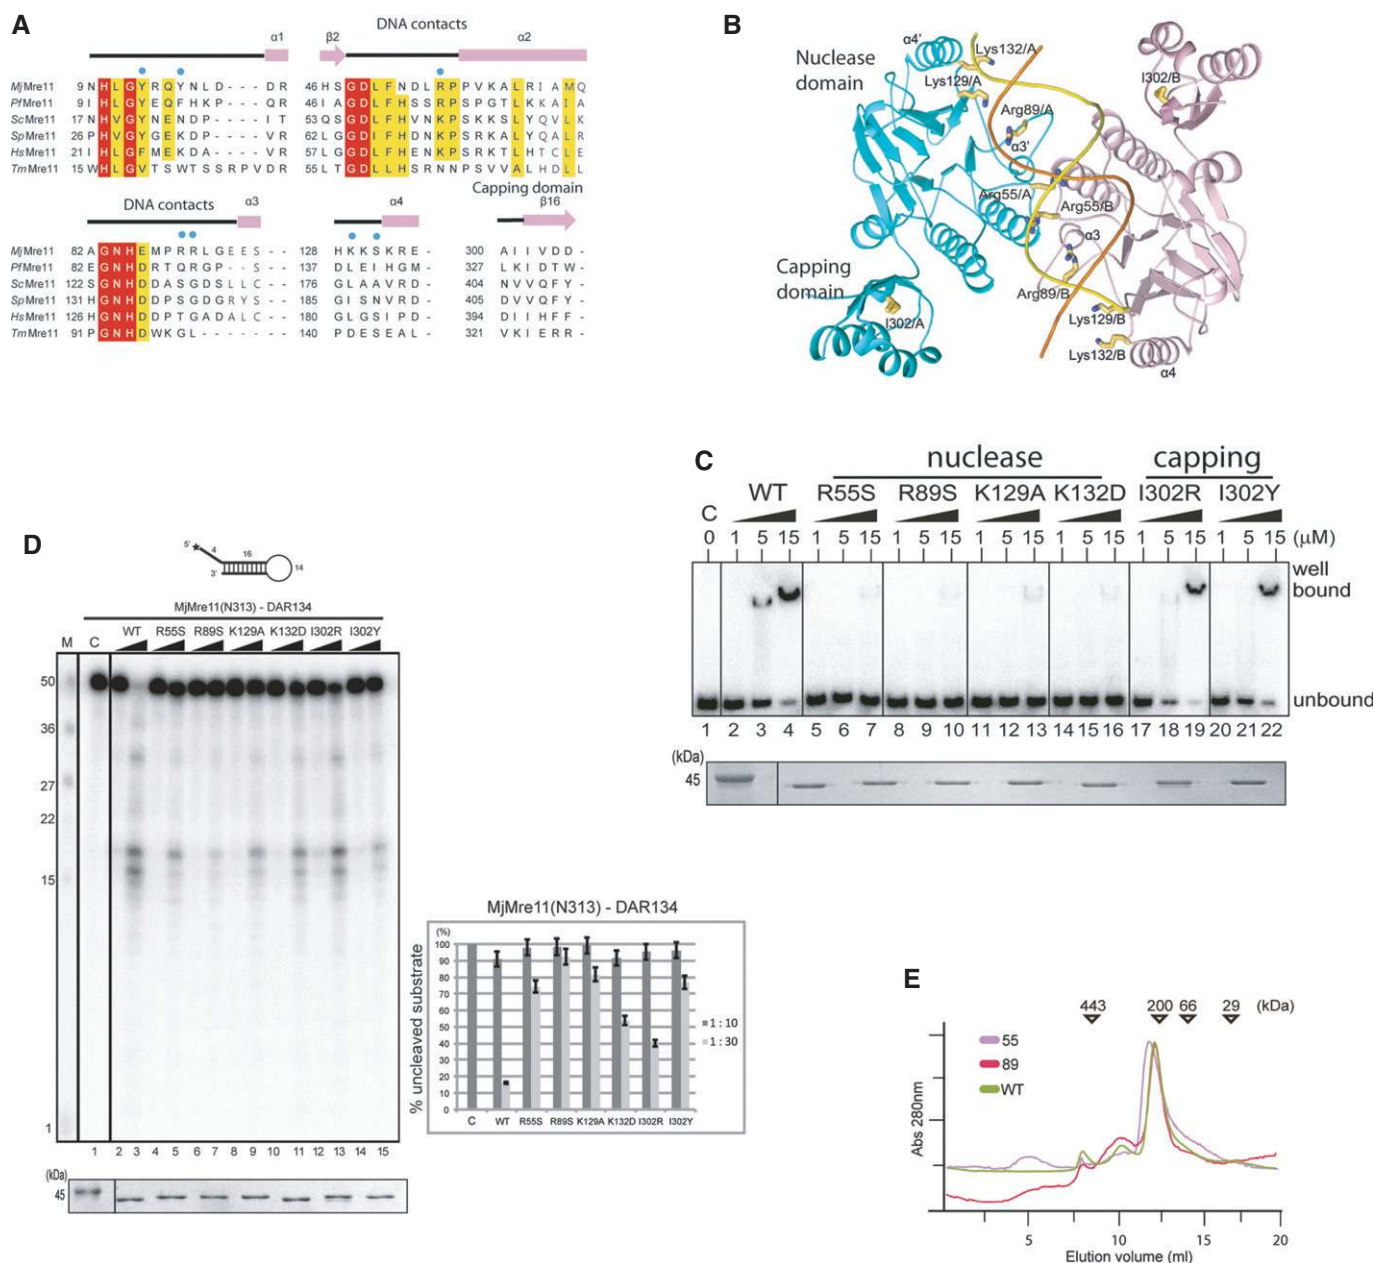 A
DNA contacts
α1
β2
α2
MjMre11 9 N H L G Y R Q Y N L D - - - D R 46 H S G D L F N D L R P P V K A L R I A M Q
PfMre11 9 I H L G Y E Q F H K P - - Q R 46 I A G D L F H S S R P S P G T L K K A I A
ScMre11 17 N H V G Y N E N D P - - - I T 53 Q S G D L F H V N K P S K K S L Y Q V L K
SpMre11 26 P H V G Y G E K D P - - - V R 62 L G G D I F H D N K P S R K A L Y Q A L R
HsMre11 21 I H L G F M E K D A - - - V R 57 L G G D L F H E N K P S R K T L H T C L E
TmMre11 15 W H L G V T S W T S S R P V D R 55 L T G D L L H S R N N P S V V A L H D L L
DNA contacts
α3
α4
Capping domain
β16
MjMre11 82 A G N H E M P R R L G E E S - - 128 H K K S K R E - 300 A I I V D D -
PfMre11 82 E G N H D R T Q R G P - - S - - 137 D L E I H G M - 327 L K I D T W -
ScMre11 122 S G N H D D A S G D S L L C - - 176 G L A A V R D - 404 N V V Q F Y -
SpMre11 131 H G N H D D P S G D G R Y S - - 185 G I S N V R D - 405 D V V Q F Y -
HsMre11 126 H G N H D D P T G A D A L C - - 180 G L G S I P D - 394 D I I H F F -
TmMre11 91 P G N H D W K G L - - - - - 140 P D E S E A L - 321 V K I E R R -
B
Nuclease domain
α4'
Lys132/A
Lys129/A
Arg89/A
α3'
I302/B
Arg55/A
Arg55/B
α3
Capping domain
Arg89/B
I302/A
Lys129/B
Lys132/B
α4
C
nuclease capping
WT R55S R89S K129A K132D I302R I302Y
C
0 1 5 15 1 5 15 1 5 15 1 5 15 1 5 15 1 5 15 1 5 15 (μM)
well
bound
unbound
1 2 3 4 5 6 7 8 9 10 11 12 13 14 15 16 17 18 19 20 21 22
(kDa)
45
D
5'
4
16
3'
14
MjMre11(N313) - DAR134
M C WT R55S R89S K129A K132D I302R I302Y
50
36
27
22
15
1
1 2 3 4 5 6 7 8 9 10 11 12 13 14 15
(kDa)
45
MjMre11(N313) - DAR134
(%)
% uncleaved substrate
100
90
80
70
60
50
40
30
20
10
0
C WT R55S R89S K129A K132D I302R I302Y
1 : 10
1 : 30
E
443 200 66 29 (kDa)
55
89
WT
Abs 280nm
5 10 15 20
Elution volume (ml)